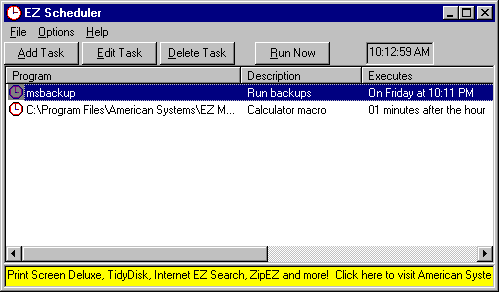 EZ Scheduler
File Options Help
Add Task Edit Task Delete Task Run Now 10:12:59 AM
Program Description Executes
msbackup Run backups On Friday at 10:11 PM
C:\Program Files\American Systems\EZ M... Calculator macro 01 minutes after the hour
Print Screen Deluxe, TidyDisk, Internet EZ Search, ZipEZ and more! Click here to visit American Syste